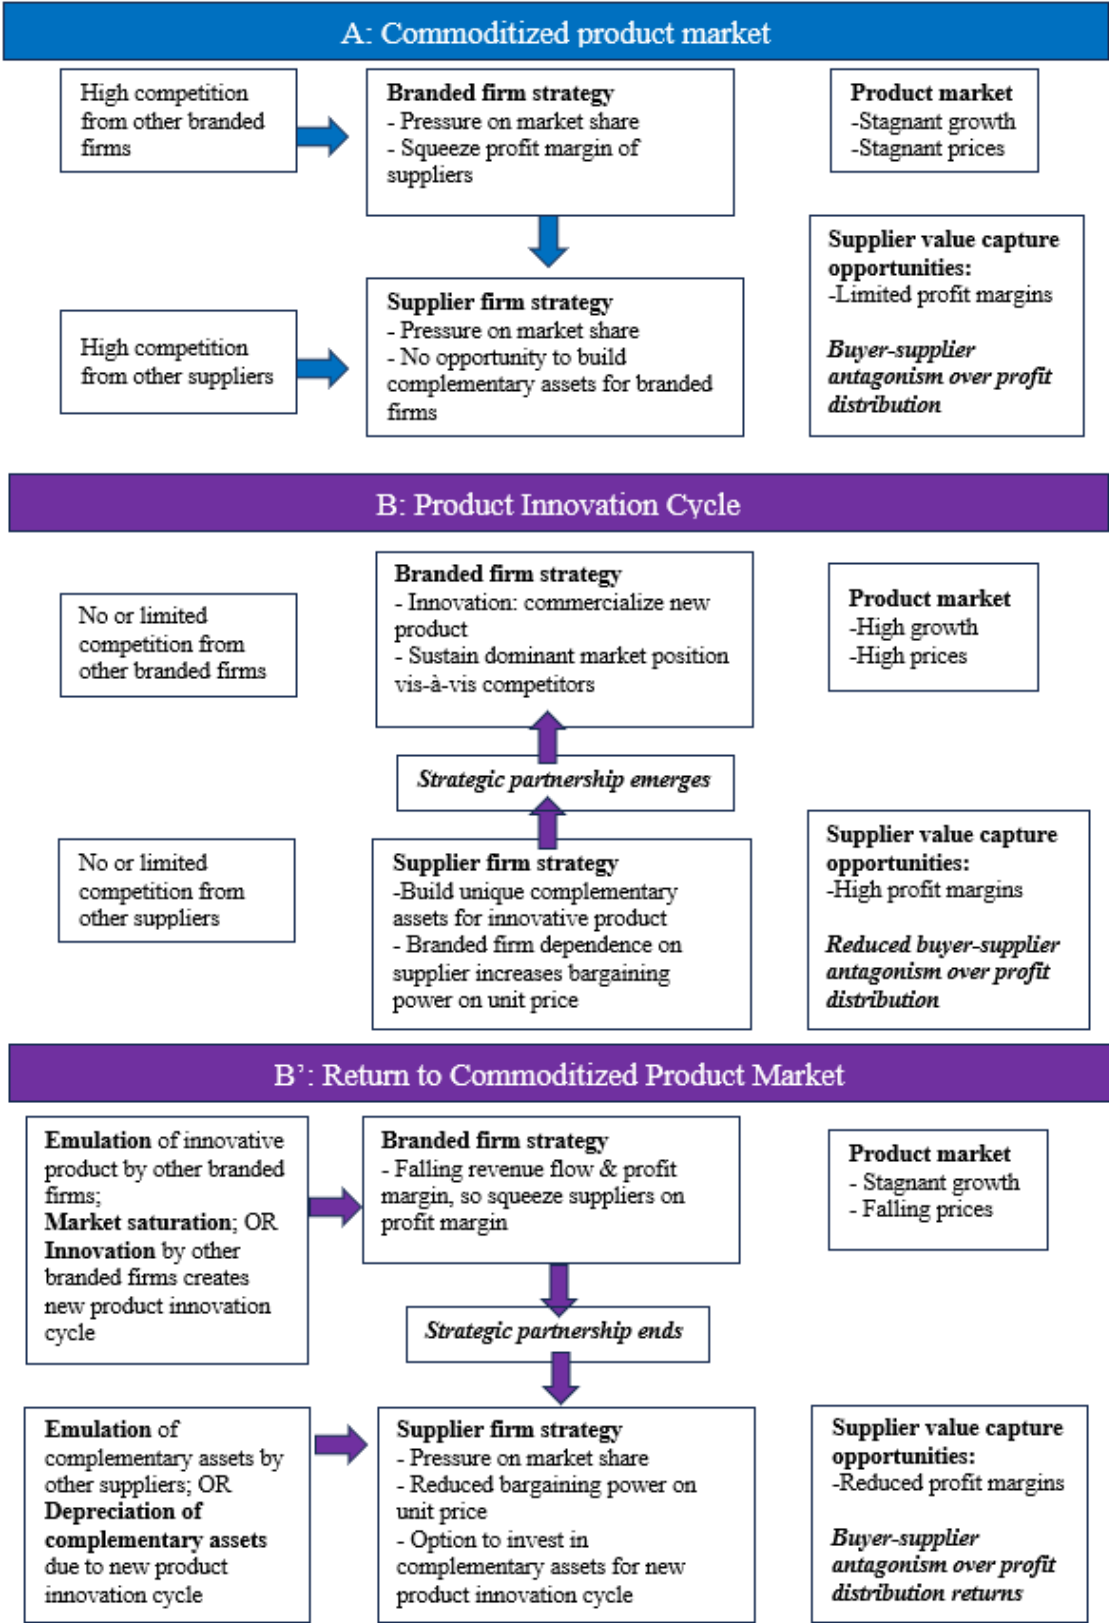 A: Commoditized product market
High competition
from other branded
firms
Branded firm strategy
- Pressure on market share
- Squeeze profit margin of
suppliers
Product market
-Stagnant growth
-Stagnant prices
High competition
from other suppliers
Supplier firm strategy
- Pressure on market share
- No opportunity to build
complementary assets for branded
firms
Supplier value capture
opportunities:
-Limited profit margins
Buyer-supplier
antagonism over profit
distribution
B: Product Innovation Cycle
No or limited
competition from
other branded firms
Branded firm strategy
- Innovation: commercialize new
product
- Sustain dominant market position
vis-à-vis competitors
Product market
-High growth
-High prices
Strategic partnership emerges
No or limited
competition from
other suppliers
Supplier firm strategy
-Build unique complementary
assets for innovative product
- Branded firm dependence on
supplier increases bargaining
power on unit price
Supplier value capture
opportunities:
-High profit margins
Reduced buyer-supplier
antagonism over profit
distribution
B’: Return to Commoditized Product Market
Emulation of innovative
product by other branded
firms;
Market saturation; OR
Innovation by other
branded firms creates
new product innovation
cycle
Branded firm strategy
- Falling revenue flow & profit
margin, so squeeze suppliers on
profit margin
Product market
- Stagnant growth
- Falling prices
Strategic partnership ends
Emulation of
complementary assets by
other suppliers; OR
Depreciation of
complementary assets
due to new product
innovation cycle
Supplier firm strategy
- Pressure on market share
- Reduced bargaining power on
unit price
- Option to invest in
complementary assets for new
product innovation cycle
Supplier value capture
opportunities:
-Reduced profit margins
Buyer-supplier
antagonism over profit
distribution returns